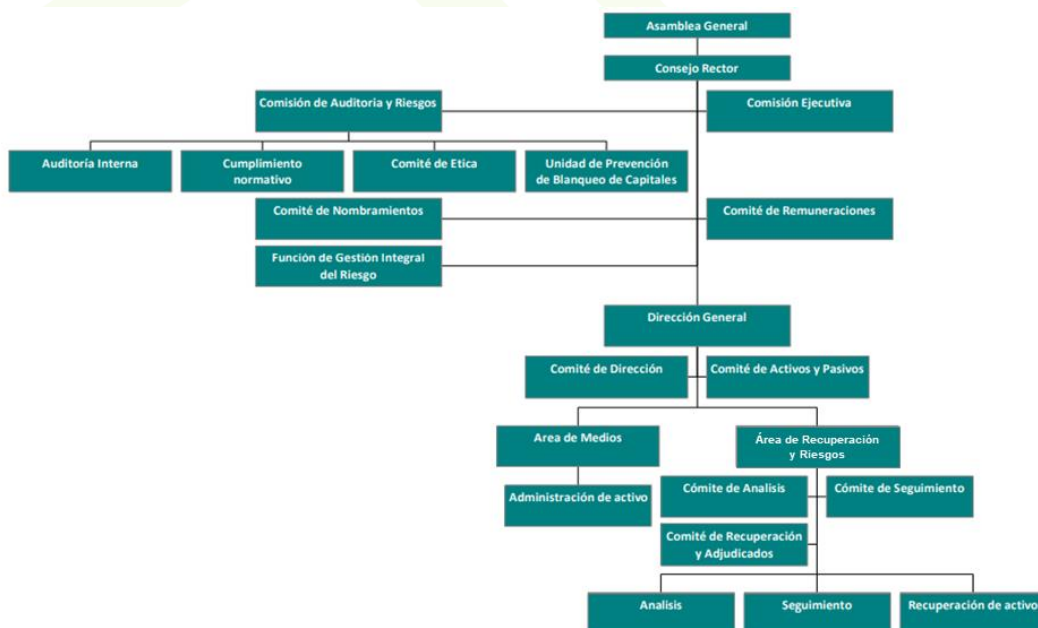 Asamblea General
Consejo Rector
Comisión de Auditoria y Riesgos
Comisión Ejecutiva
Auditoría Interna
Cumplimiento
normativo
Comité de Etica
Unidad de Prevención
de Blanqueo de Capitales
Comité de Nombramientos
Comité de Remuneraciones
Función de Gestión Integral
del Riesgo
Dirección General
Comité de Dirección
Comité de Activos y Pasivos
Area de Medios
Área de Recuperación
y Riesgos
Administración de activo
Cómite de Analisis
Cómite de Seguimiento
Comité de Recuperación
y Adjudicados
Analisis
Seguimiento
Recuperación de activo